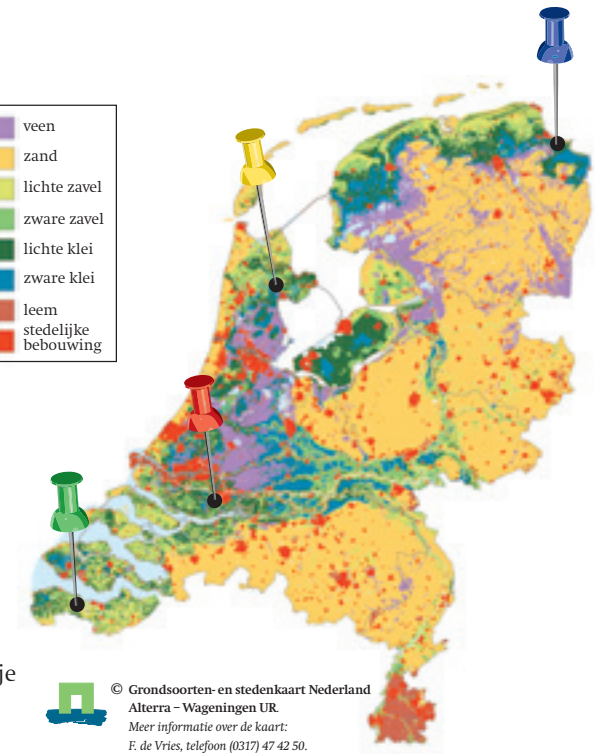 veen
zand
lichte zavel
zware zavel
lichte klei
zware klei
leem
stedelijke
bebouwing
je
© Grondsoorten- en stedenkaart Nederland
Alterra – Wageningen UR.
Meer informatie over de kaart:
F. de Vries, telefoon (0317) 47 42 50.